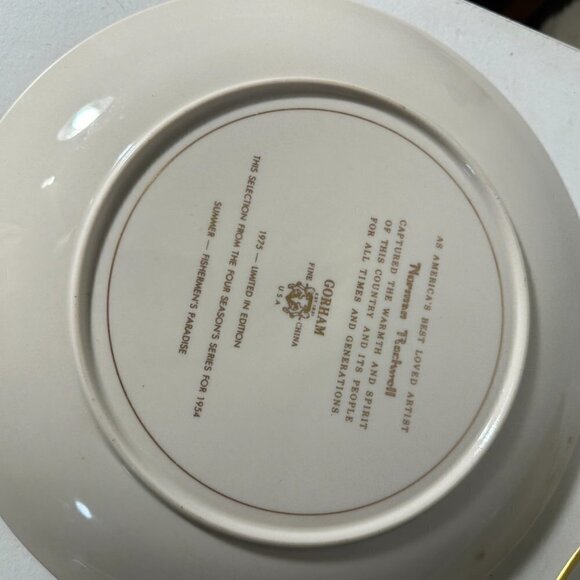 AS AMERICA'S BEST LOVED ARTIST
Norman Rockwell
CAPTURED THE WARMTH AND SPIRIT
OF THIS COUNTRY AND ITS PEOPLE
FOR ALL TIMES AND GENERATIONS.
GORHAM
FINE CHINA
U S A
1975 — LIMITED IN EDITION
THIS SELECTION FROM THE FOUR SEASON'S SERIES FOR 1954
SUMMER — FISHERMEN'S PARADISE